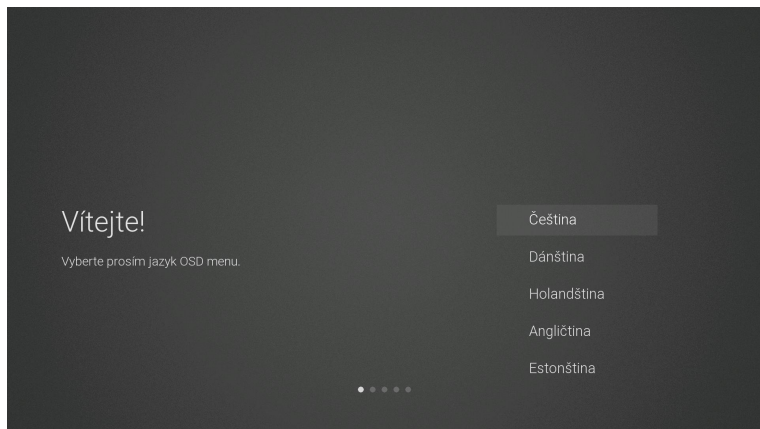 Vítejte!
Vyberte prosím jazyk OSD menu.
Čeština
Dánština
Holandština
Angličtina
Estonština